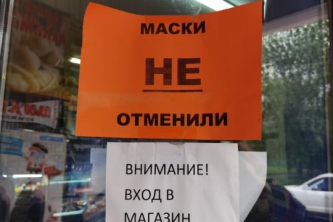 МАСКИ
НЕ
ОТМЕНИЛИ
ВНИМАНИЕ!
ВХОД В
МАГАЗИН